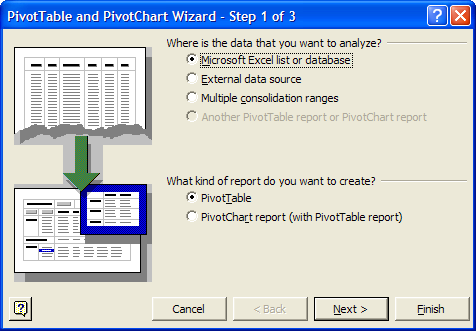 PivotTable and PivotChart Wizard - Step 1 of 3
Where is the data that you want to analyze?
Microsoft Excel list or database
External data source
Multiple consolidation ranges
Another PivotTable report or PivotChart report
What kind of report do you want to create?
PivotTable
PivotChart report (with PivotTable report)
Cancel
< Back
Next >
Finish